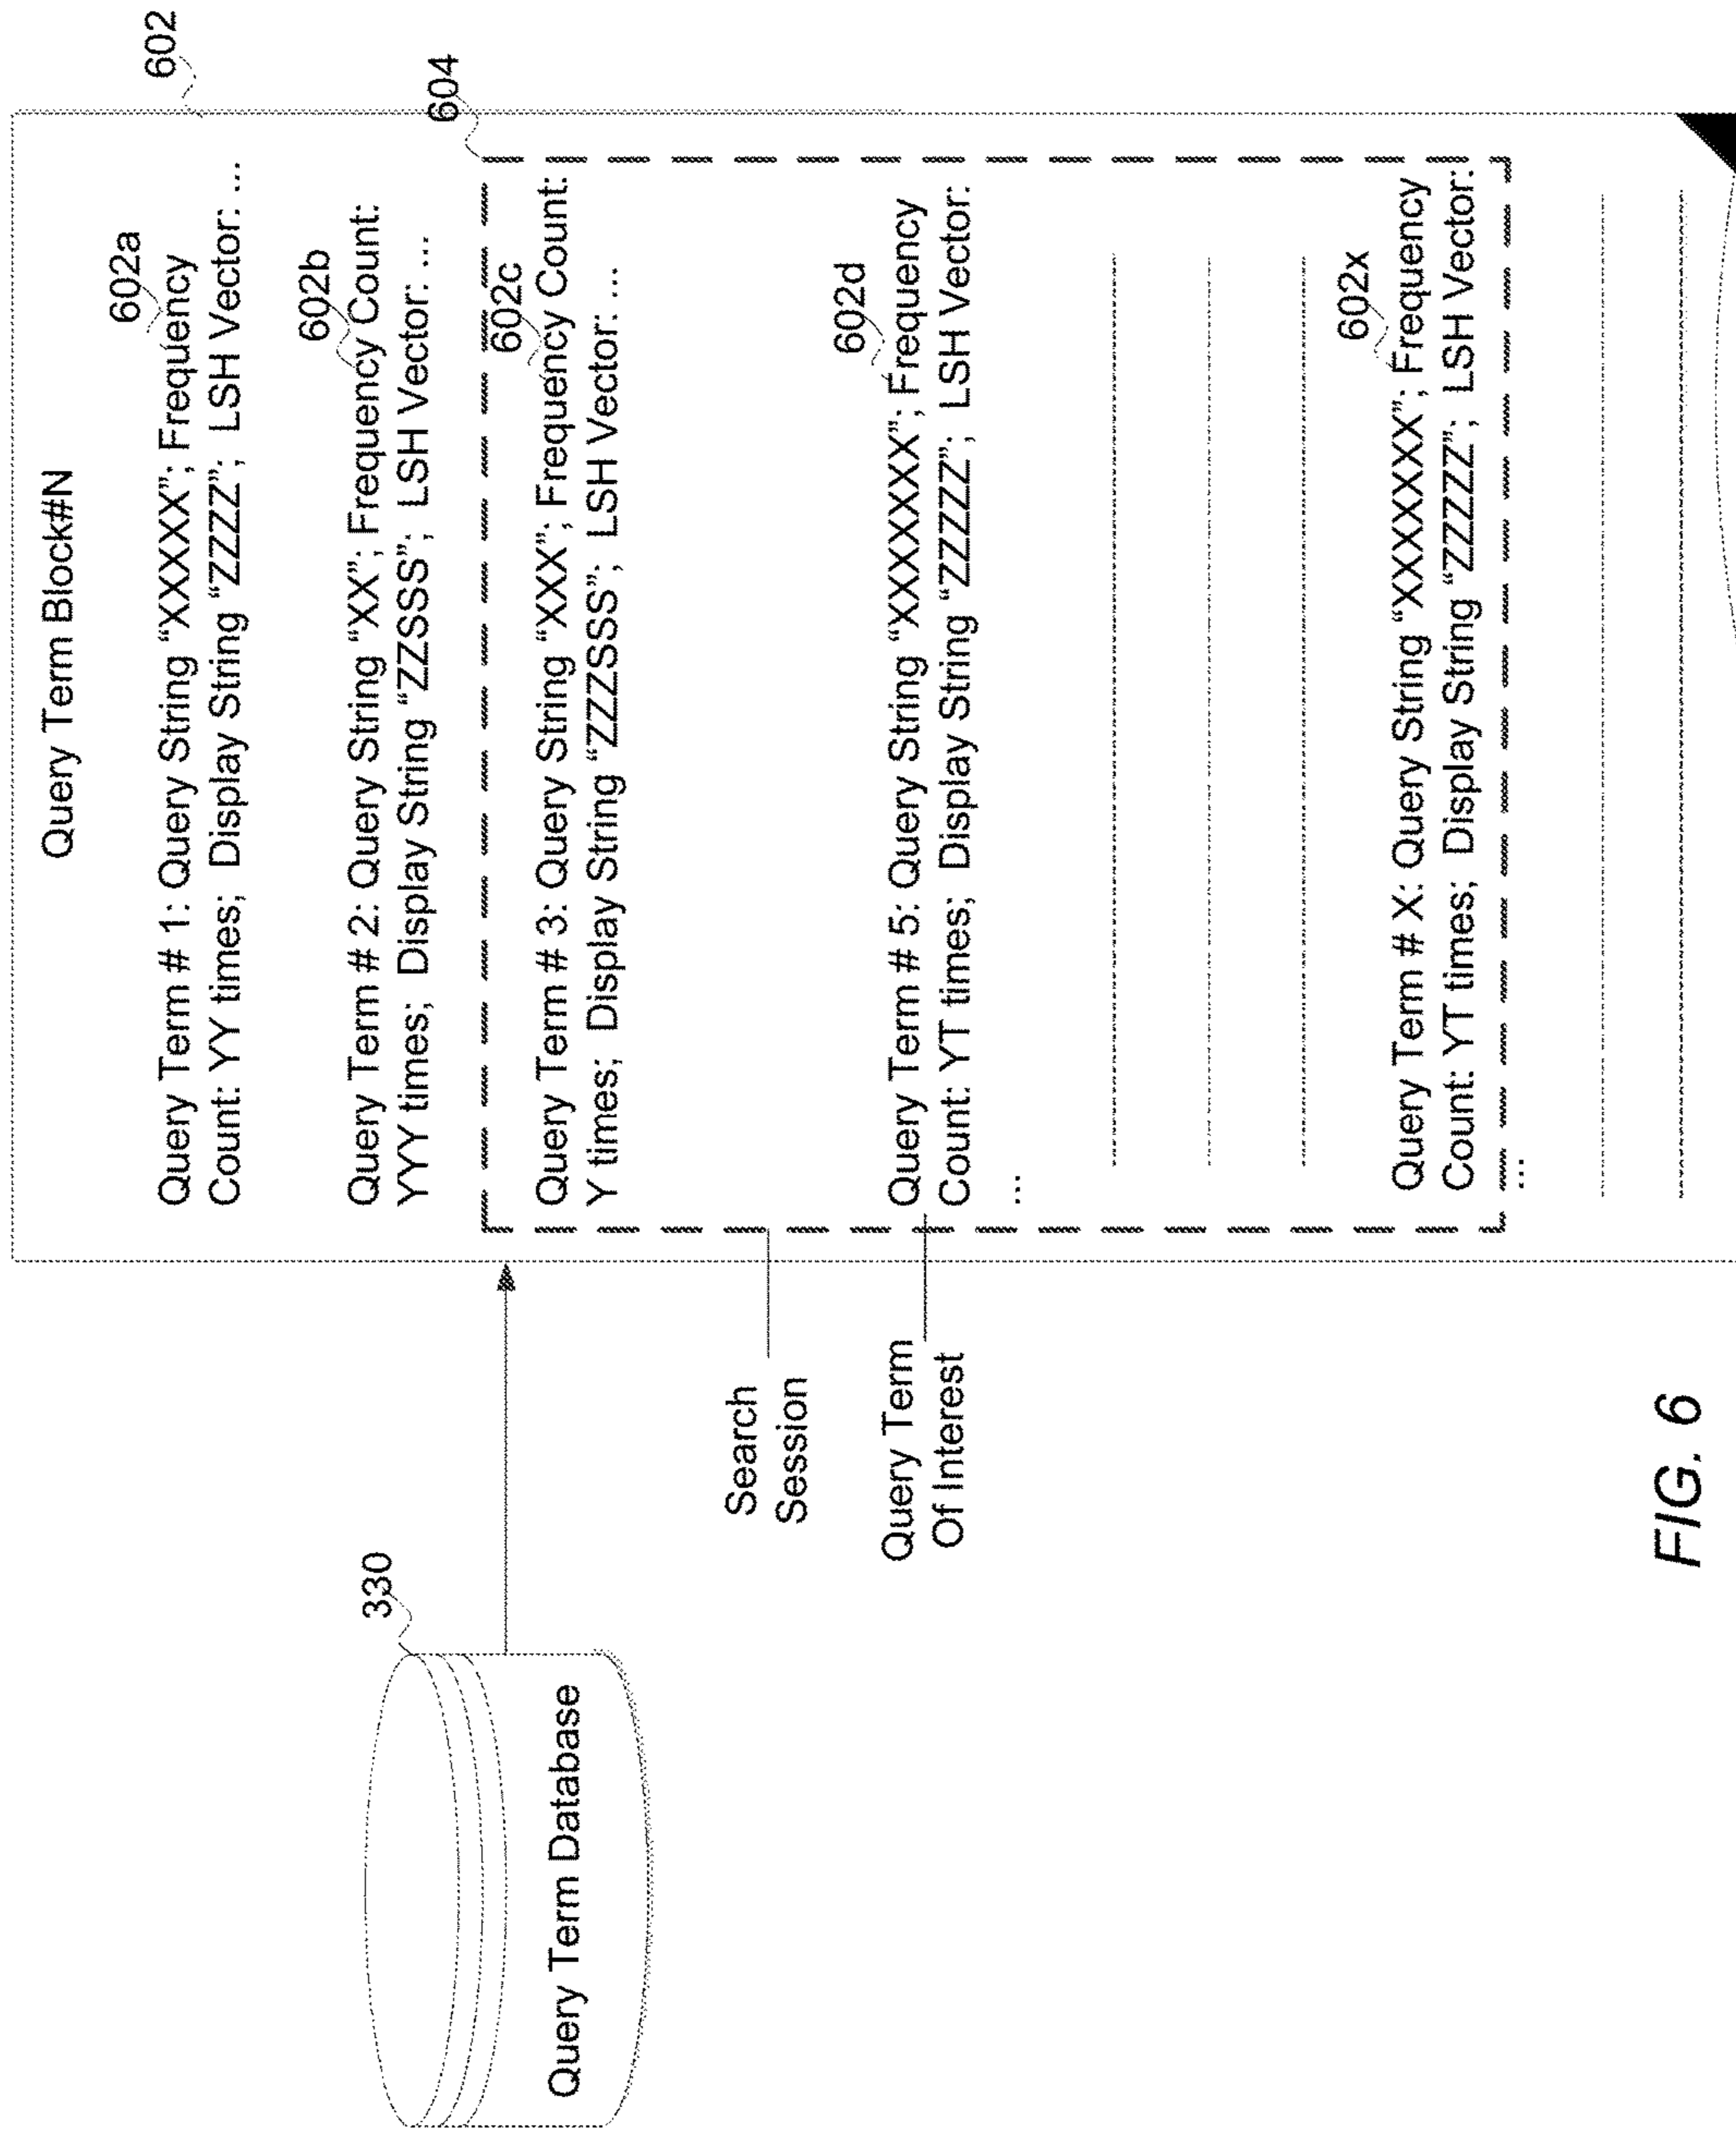 Query Term Block#N
602
602a
Query Term # 1: Query String “XXXXX”; Frequency
Count: YY times; Display String “ZZZZ”; LSH Vector: ...
602b
Query Term # 2: Query String “XX”; Frequency Count:
YYY times; Display String “ZZSSS”; LSH Vector: ...
604
602c
Query Term # 3: Query String “XXX”; Frequency Count:
Y times; Display String “ZZZSSS”; LSH Vector: ...
602d
Query Term # 5: Query String “XXXXXXX”; Frequency
Count: YT times; Display String “ZZZZZ”; LSH Vector:
...
602x
Query Term # X: Query String “XXXXXXX”; Frequency
Count: YT times; Display String “ZZZZZ”; LSH Vector:
...
330
Query Term Database
Search
Session
Query Term
Of Interest
FIG. 6